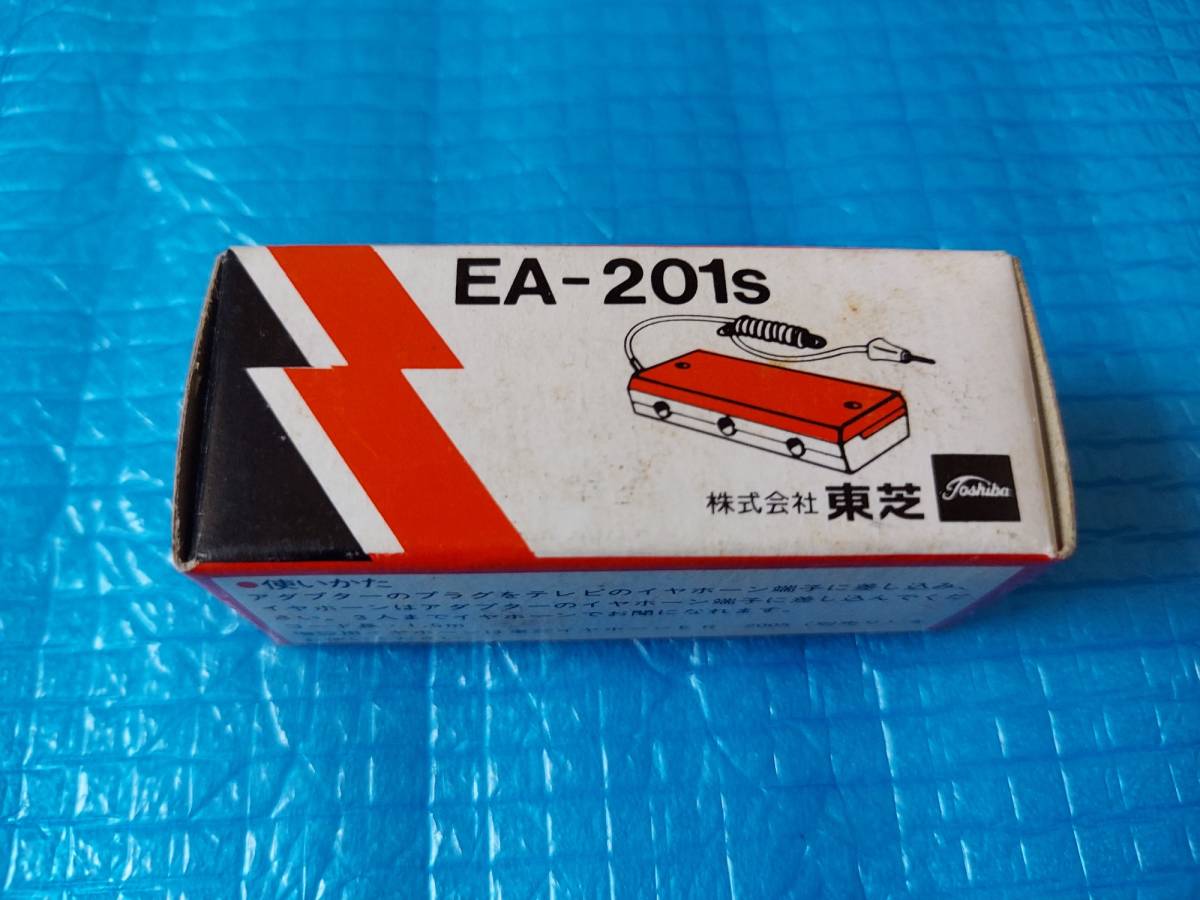 EA-201s
株式会社 東芝
Toshiba
●使いかた
アダプターのプラグをテレビのイヤホーン端子に差し込み、
イヤホーンはアダプターのイヤホーン端子に差し込んでくだ
さい。3人までイヤホーンでお聞になれます。
1.5m